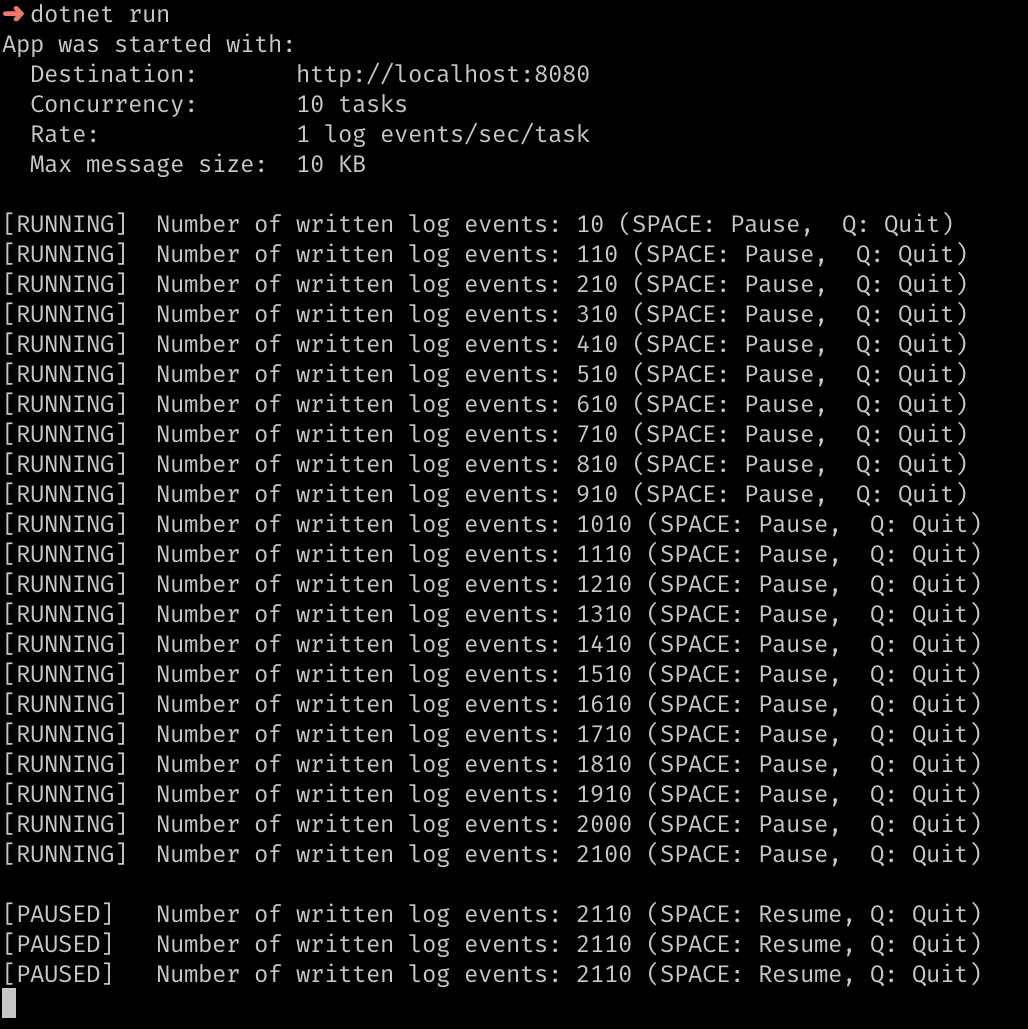 ➜ dotnet run
App was started with:
  Destination:       http://localhost:8080
  Concurrency:       10 tasks
  Rate:              1 log events/sec/task
  Max message size:  10 KB

[RUNNING]  Number of written log events: 10 (SPACE: Pause,  Q: Quit)
[RUNNING]  Number of written log events: 110 (SPACE: Pause,  Q: Quit)
[RUNNING]  Number of written log events: 210 (SPACE: Pause,  Q: Quit)
[RUNNING]  Number of written log events: 310 (SPACE: Pause,  Q: Quit)
[RUNNING]  Number of written log events: 410 (SPACE: Pause,  Q: Quit)
[RUNNING]  Number of written log events: 510 (SPACE: Pause,  Q: Quit)
[RUNNING]  Number of written log events: 610 (SPACE: Pause,  Q: Quit)
[RUNNING]  Number of written log events: 710 (SPACE: Pause,  Q: Quit)
[RUNNING]  Number of written log events: 810 (SPACE: Pause,  Q: Quit)
[RUNNING]  Number of written log events: 910 (SPACE: Pause,  Q: Quit)
[RUNNING]  Number of written log events: 1010 (SPACE: Pause,  Q: Quit)
[RUNNING]  Number of written log events: 1110 (SPACE: Pause,  Q: Quit)
[RUNNING]  Number of written log events: 1210 (SPACE: Pause,  Q: Quit)
[RUNNING]  Number of written log events: 1310 (SPACE: Pause,  Q: Quit)
[RUNNING]  Number of written log events: 1410 (SPACE: Pause,  Q: Quit)
[RUNNING]  Number of written log events: 1510 (SPACE: Pause,  Q: Quit)
[RUNNING]  Number of written log events: 1610 (SPACE: Pause,  Q: Quit)
[RUNNING]  Number of written log events: 1710 (SPACE: Pause,  Q: Quit)
[RUNNING]  Number of written log events: 1810 (SPACE: Pause,  Q: Quit)
[RUNNING]  Number of written log events: 1910 (SPACE: Pause,  Q: Quit)
[RUNNING]  Number of written log events: 2000 (SPACE: Pause,  Q: Quit)
[RUNNING]  Number of written log events: 2100 (SPACE: Pause,  Q: Quit)

[PAUSED]   Number of written log events: 2110 (SPACE: Resume, Q: Quit)
[PAUSED]   Number of written log events: 2110 (SPACE: Resume, Q: Quit)
[PAUSED]   Number of written log events: 2110 (SPACE: Resume, Q: Quit)